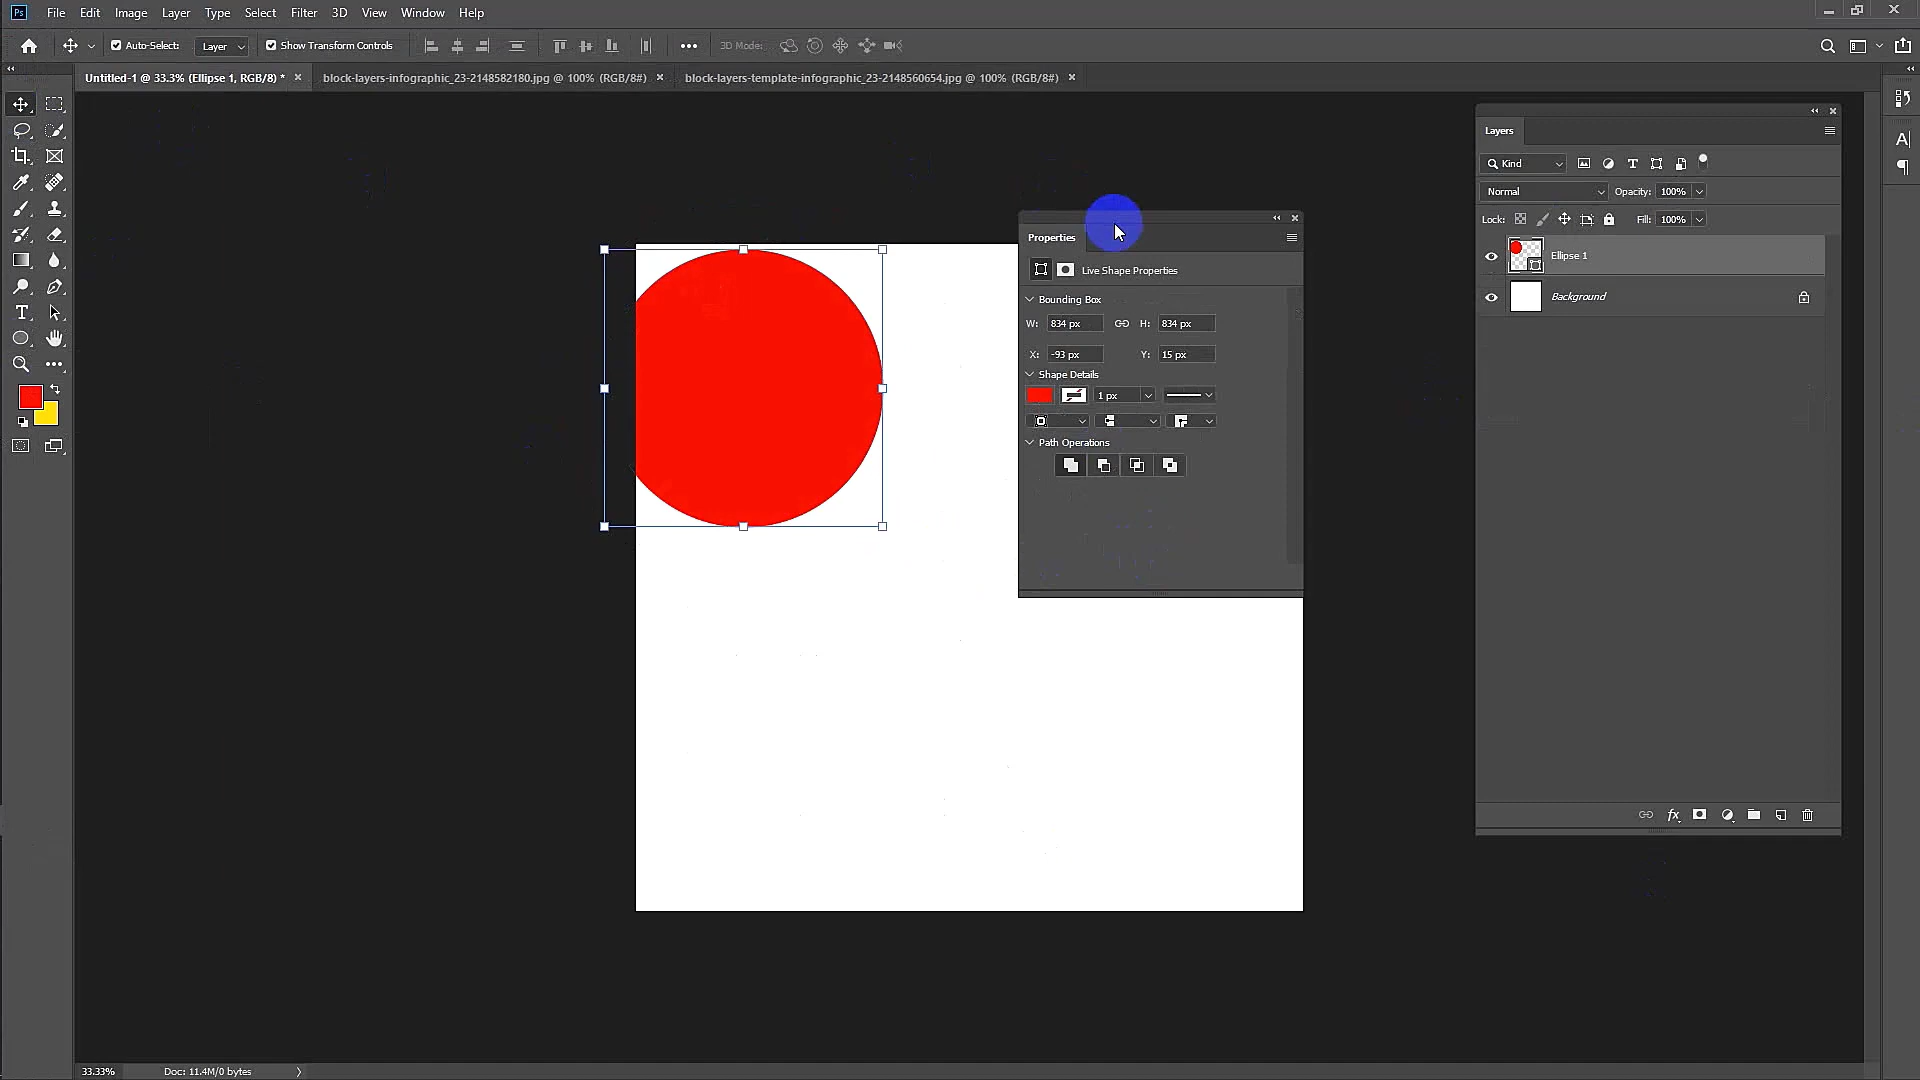 Ps File Edit Image Layer Type Select Filter 3D View Window Help
Auto-Select: Layer Show Transform Controls 3D Mode:
Untitled-1 @ 33.3% (Ellipse 1, RGB/8) * block-layers-infographic_23-2148582180.jpg @ 100% (RGB/8#) block-layers-template-infographic_23-2148560654.jpg @ 100% (RGB/8#)
Layers
Kind
Normal Opacity: 100%
Lock: Fill: 100%
Ellipse 1
Background
Properties
Live Shape Properties
Bounding Box
W: 834 px H: 834 px
X: -93 px Y: 15 px
Shape Details
1 px
Path Operations
33.33% Doc: 11.4M/0 bytes